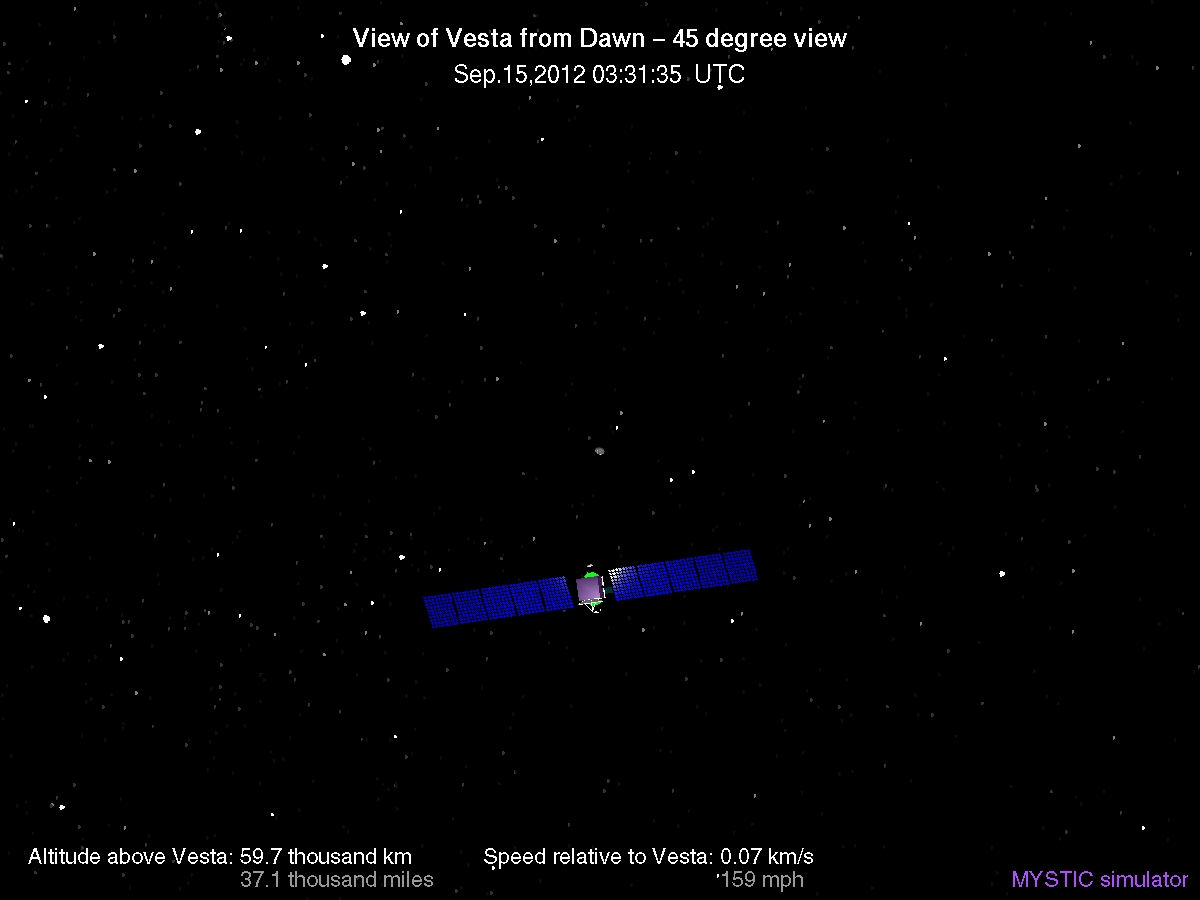 View of Vesta from Dawn – 45 degree view
Sep.15,2012 03:31:35 UTC
Altitude above Vesta: 59.7 thousand km
37.1 thousand miles
Speed relative to Vesta: 0.07 km/s
159 mph
MYSTIC simulator